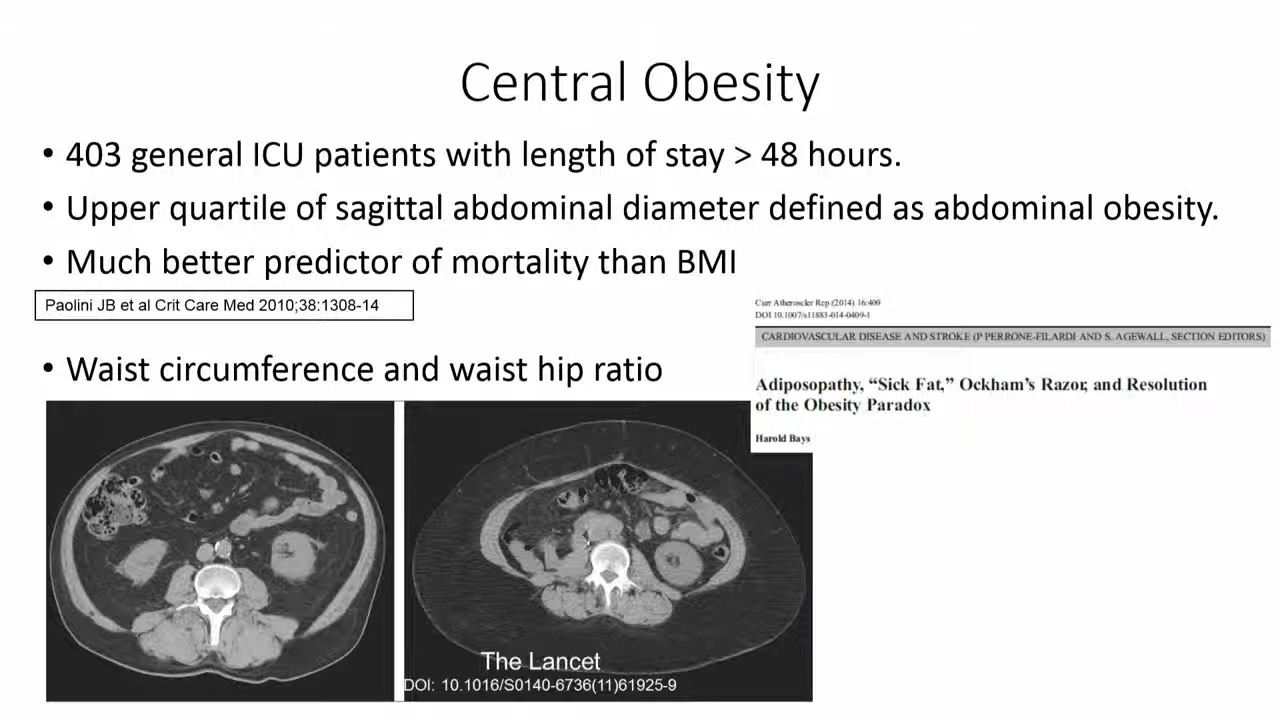 Central Obesity
• 403 general ICU patients with length of stay > 48 hours.
• Upper quartile of sagittal abdominal diameter defined as abdominal obesity.
• Much better predictor of mortality than BMI
Paolini JB et al Crit Care Med 2010;38:1308-14
• Waist circumference and waist hip ratio
Curr Atheroscler Rep (2014) 16:409
DOI 10.1007/s11883-014-0409-1
CARDIOVASCULAR DISEASE AND STROKE (P PERRONE-FILARDI AND S. AGEWALL, SECTION EDITORS)
Adiposopathy, “Sick Fat,” Ockham’s Razor, and Resolution
of the Obesity Paradox
Harold Bays
The Lancet
DOI: 10.1016/S0140-6736(11)61925-9